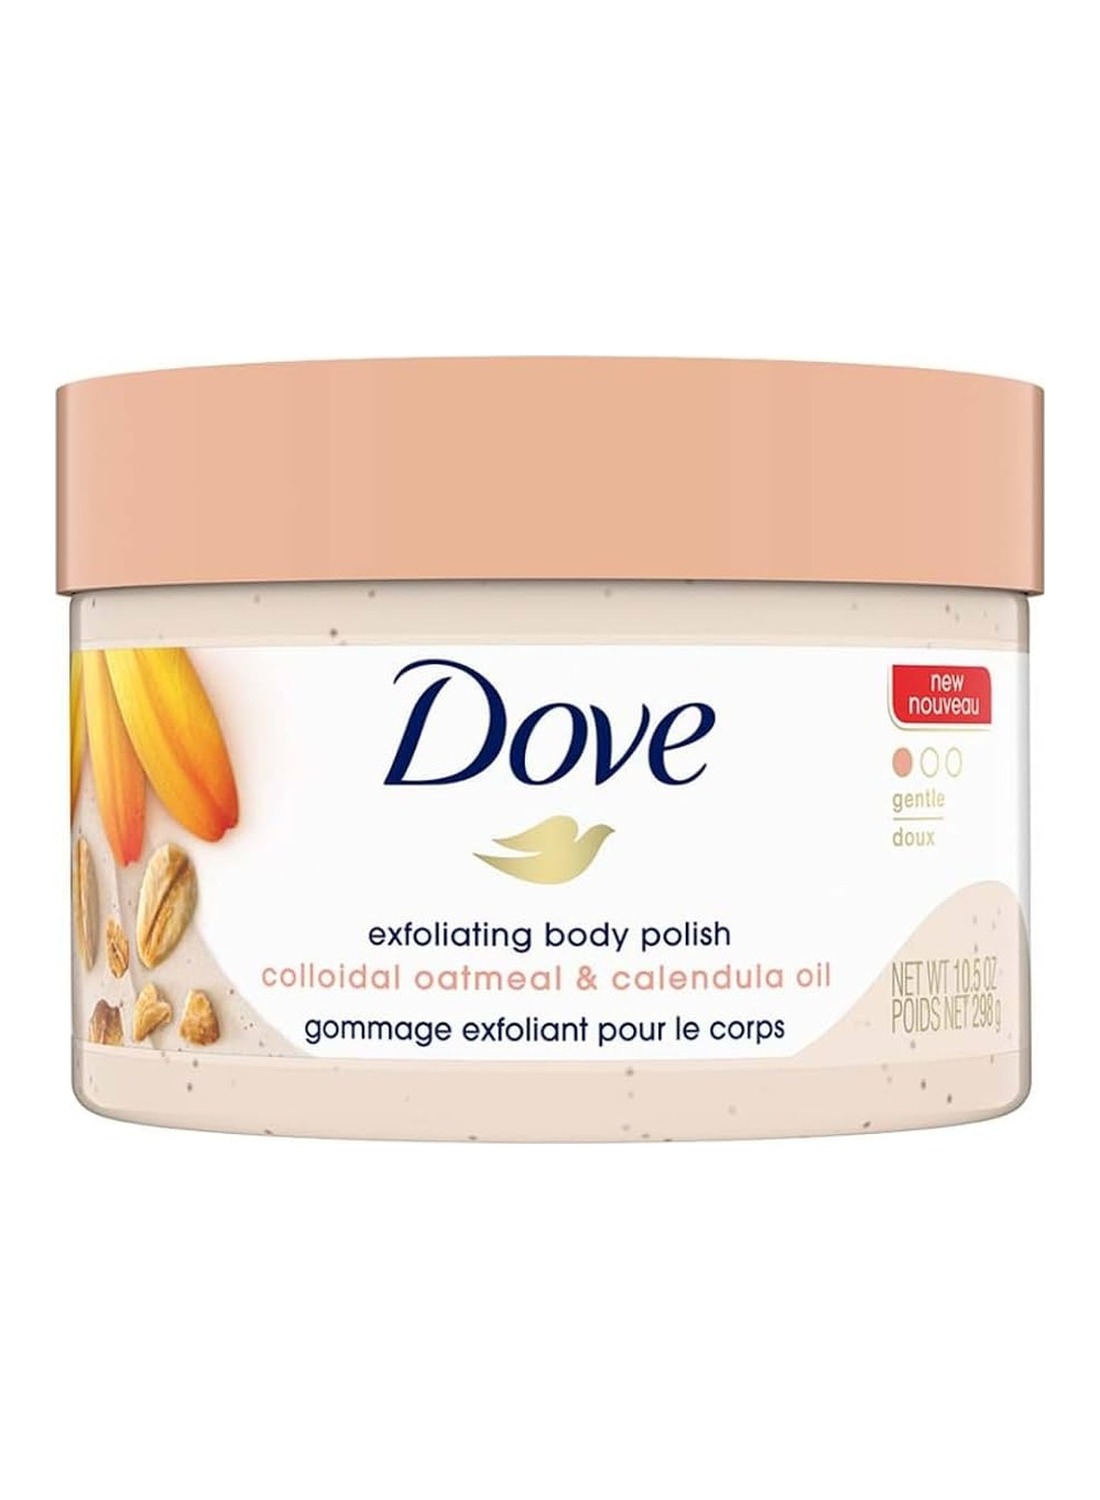 Dove
new
nouveau
gentle
doux
exfoliating body polish
colloidal oatmeal & calendula oil
gommage exfoliant pour le corps
NET WT 10.5 OZ
POIDS NET 298 g